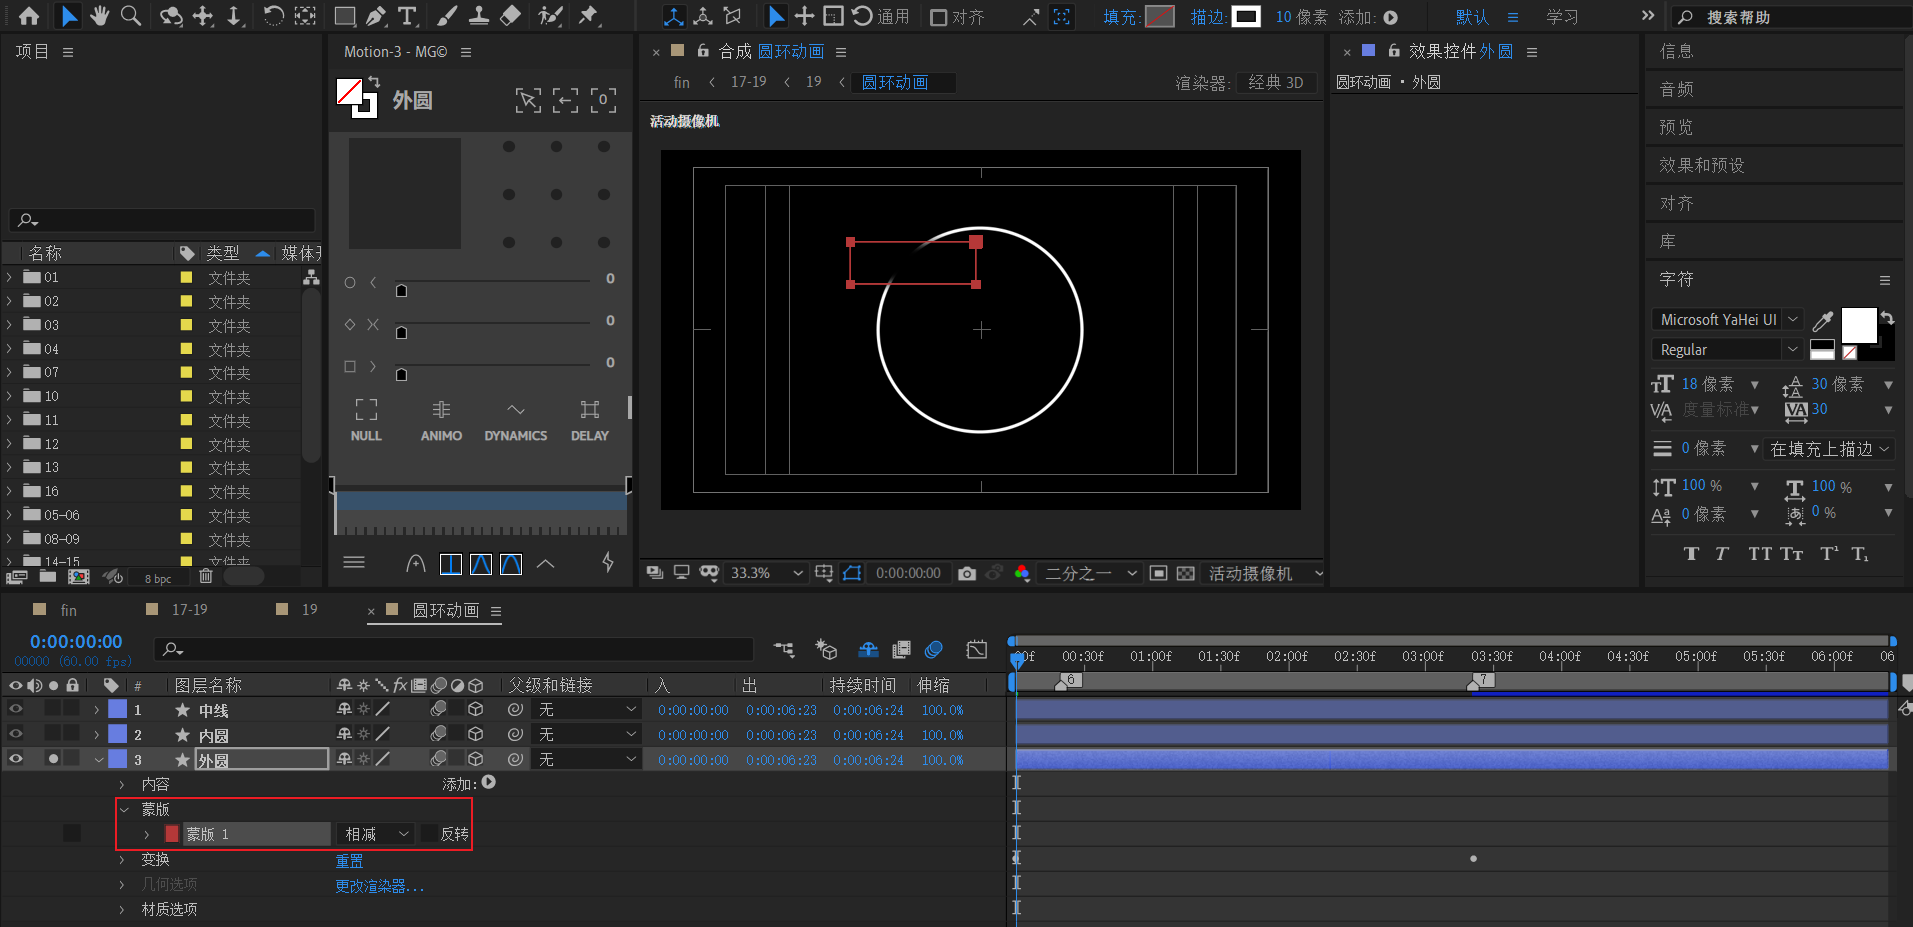 通用 对齐 填充: 描边: 10 像素 添加: 默认 学习 搜索帮助
项目
名称 类型 媒体开
01 文件夹
02 文件夹
03 文件夹
04 文件夹
07 文件夹
10 文件夹
11 文件夹
12 文件夹
13 文件夹
16 文件夹
05-06 文件夹
08-09 文件夹
14-15 文件夹
8 bpc
Motion-3 - MG©
外圆
0
0
0
NULL ANIMO DYNAMICS DELAY
合成 圆环动画
fin 17-19 19 圆环动画 渲染器: 经典 3D
活动摄像机
33.3% 0:00:00:00 二分之一 活动摄像机
效果控件 外圆
圆环动画 · 外圆
信息
音频
预览
效果和预设
对齐
库
字符
Microsoft YaHei UI
Regular
18 像素 30 像素
度量标准 30
0 像素 在填充上描边
100 % 100 %
0 像素 0 %
fin 17-19 19 圆环动画
0:00:00:00
00000 (60.00 fps)
00f 00:30f 01:00f 01:30f 02:00f 02:30f 03:00f 03:30f 04:00f 04:30f 05:00f 05:30f 06:00f 06
6 7
# 图层名称 父级和链接 入 出 持续时间 伸缩
1 中线 无 0:00:00:00 0:00:06:23 0:00:06:24 100.0%
2 内圆 无 0:00:00:00 0:00:06:23 0:00:06:24 100.0%
3 外圆 无 0:00:00:00 0:00:06:23 0:00:06:24 100.0%
内容 添加:
蒙版
蒙版 1 相减 反转
变换 重置
几何选项 更改渲染器...
材质选项